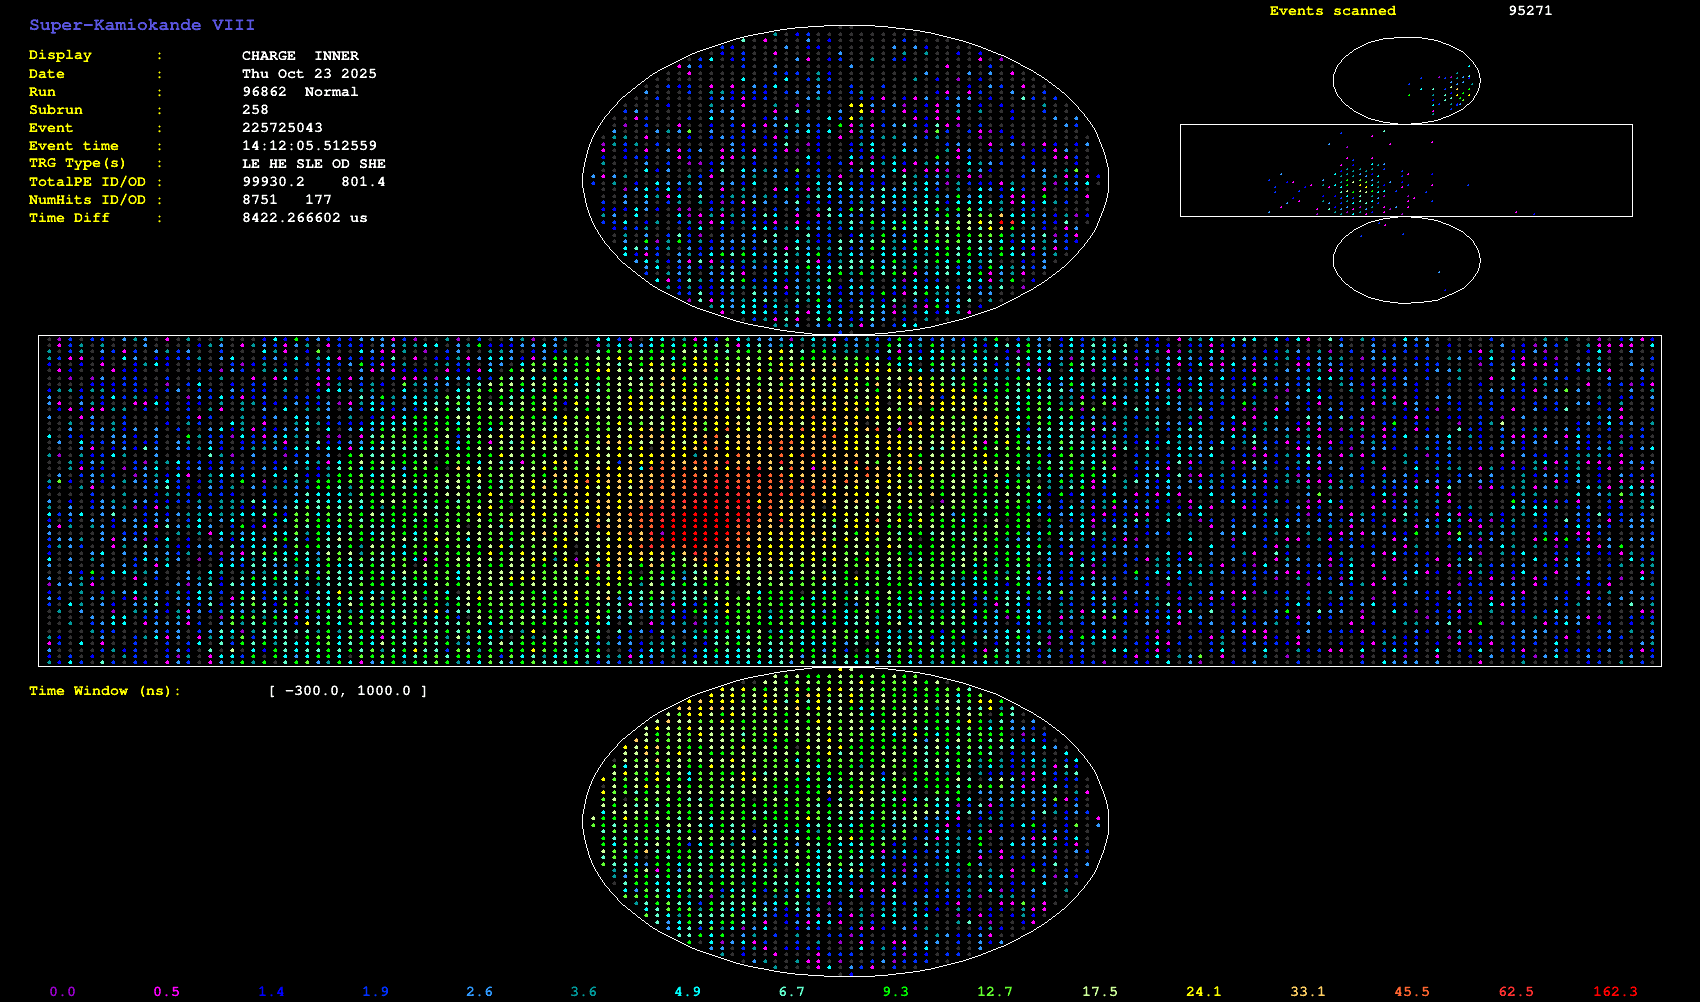 Super-Kamiokande VIII
Events scanned 95271
Display : CHARGE INNER
Date : Thu Oct 23 2025
Run : 96862 Normal
Subrun : 258
Event : 225725043
Event time : 14:12:05.512559
TRG Type(s) : LE HE SLE OD SHE
TotalPE ID/OD : 99930.2 801.4
NumHits ID/OD : 8751 177
Time Diff : 8422.266602 us
Time Window (ns): [ -300.0, 1000.0 ]
0.0 0.5 1.4 1.9 2.6 3.6 4.9 6.7 9.3 12.7 17.5 24.1 33.1 45.5 62.5 162.3